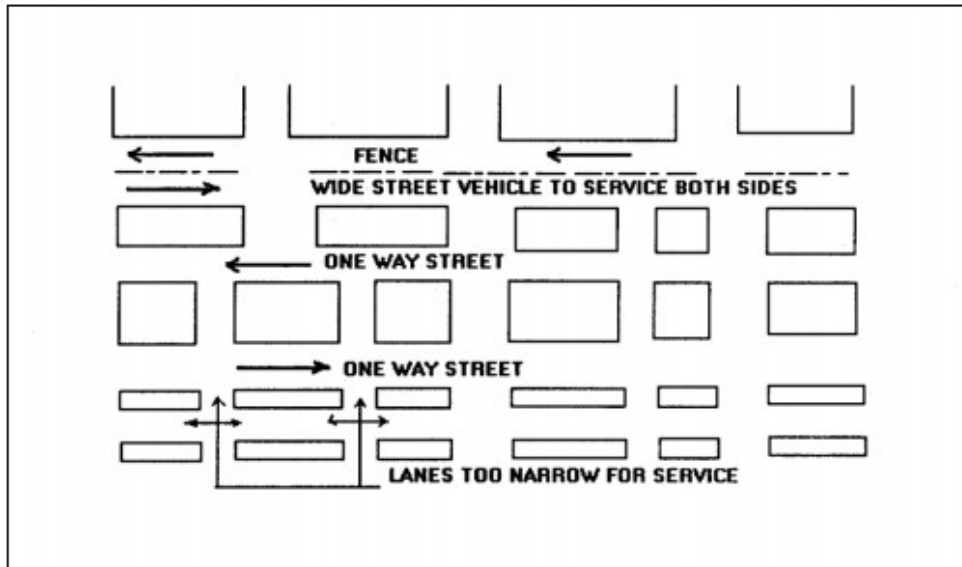 FENCE
WIDE STREET VEHICLE TO SERVICE BOTH SIDES
ONE WAY STREET
ONE WAY STREET
LANES TOO NARROW FOR SERVICE